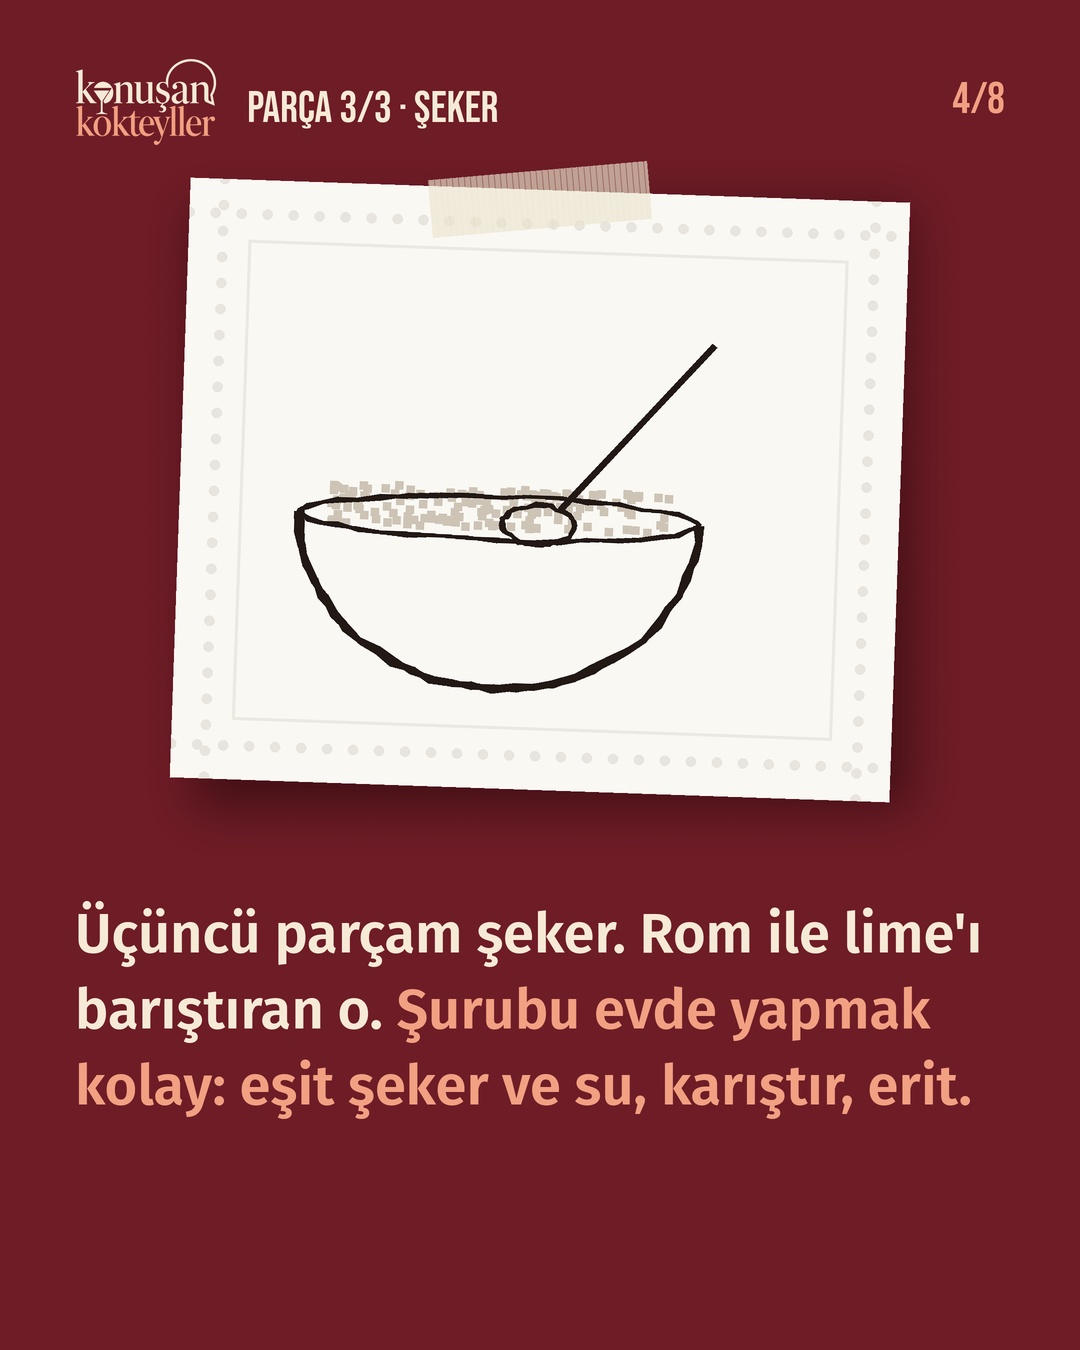 konuşan
kokteyller
PARÇA 3/3 · ŞEKER
4/8
Üçüncü parçam şeker. Rom ile lime'ı
barıştıran o. Şurubu evde yapmak
kolay: eşit şeker ve su, karıştır, erit.